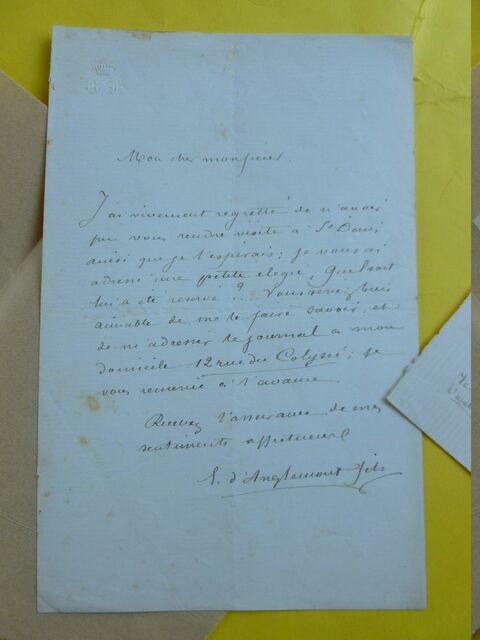 Mon cher monsieur.
J'ai vivement regretté de n'avoir
pu vous rendre visite à St Denis
ainsi que je l'espérais; je vous ai
adressé une petite elegie, quel sort
lui a été reservé? Vous seriez bien
aimable de me le faire savoir, et
de m'adresser le journal a mon
domicile 12 rue du Colysée; je
vous remercie à l'avance
Recevez l'assurance de mes
sentiments affectueux
d'Anglemont fils